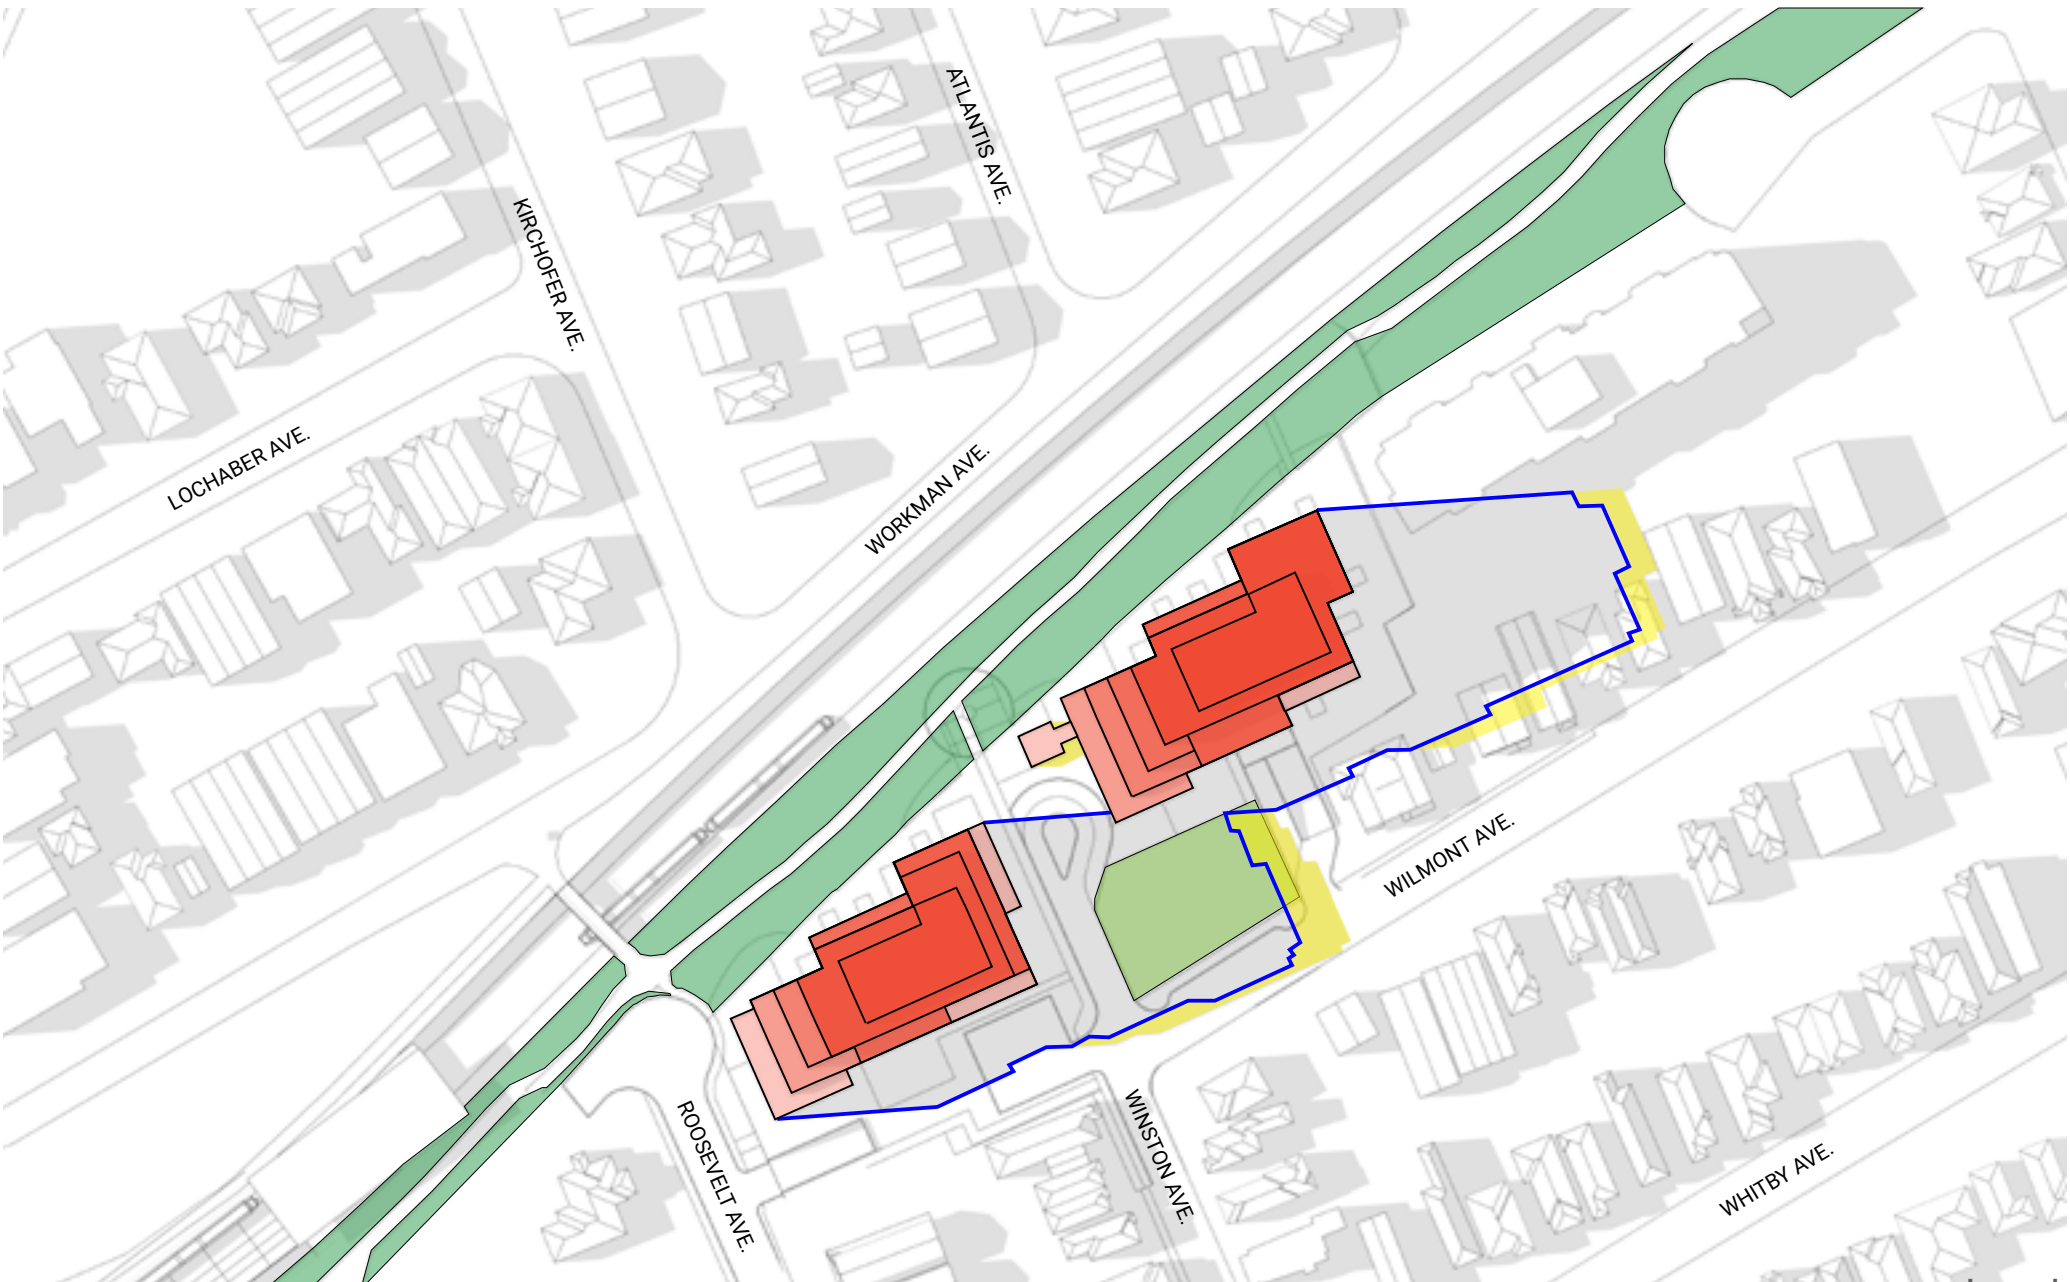 ATLANTIS AVE.
KIRCHOFER AVE.
LOCHABER AVE.
WORKMAN AVE.
WILMONT AVE.
ROOSEVELT AVE.
WINSTON AVE.
WHITBY AVE.